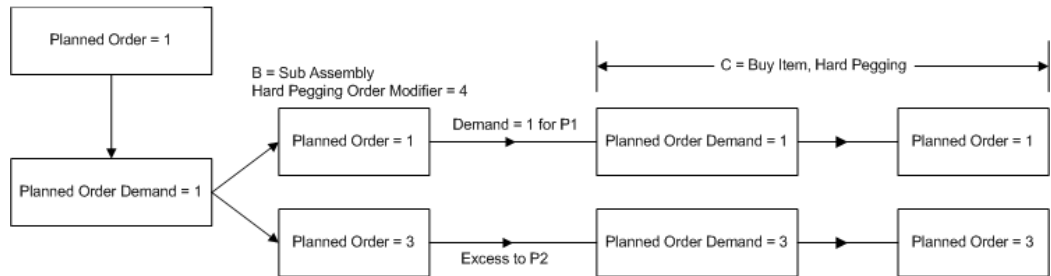 Planned Order = 1
B = Sub Assembly
Hard Pegging Order Modifier = 4
C = Buy Item, Hard Pegging
Planned Order = 1
Demand = 1 for P1
Planned Order Demand = 1
Planned Order = 1
Planned Order Demand = 1
Planned Order = 3
Excess to P2
Planned Order Demand = 3
Planned Order = 3